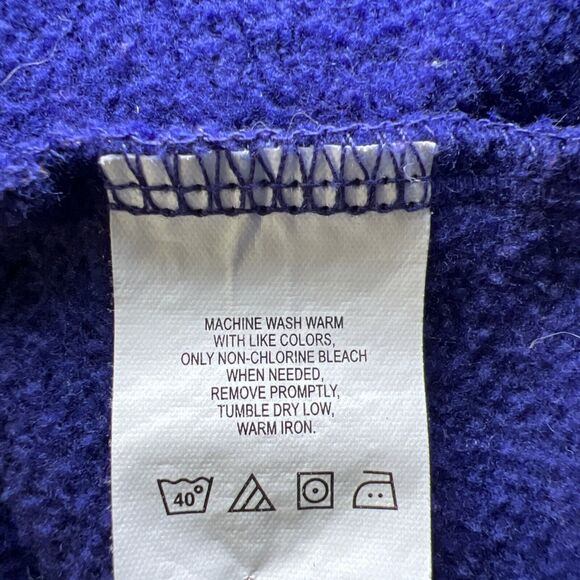 MACHINE WASH WARM
WITH LIKE COLORS,
ONLY NON-CHLORINE BLEACH
WHEN NEEDED,
REMOVE PROMPTLY,
TUMBLE DRY LOW,
WARM IRON.
40°